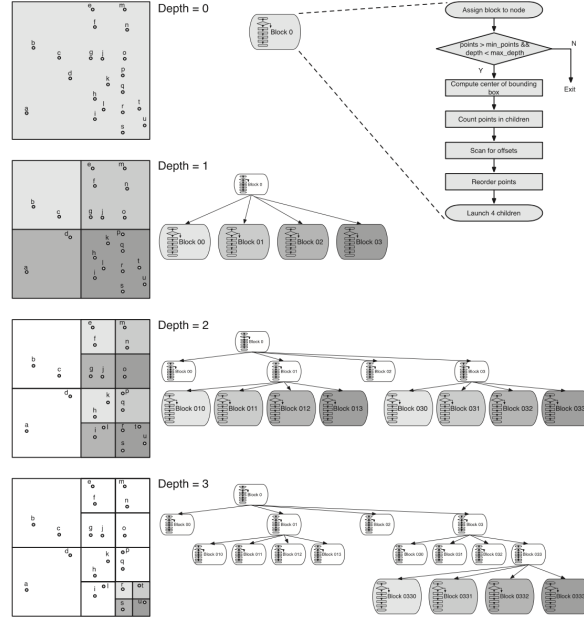 Depth = 0
e m
f n
b
c g j o
p
d k q
h
a l r t
i u
s
Block 0
Assign block to node
points > min_points &&
depth < max_depth
N
Y
Exit
Compute center of bounding
box
Count points in children
Scan for offsets
Reorder points
Launch 4 children
Depth = 1
e m
f n
b
c g j o
d k p
q
h
a l r t
i u
s
Block 0
Block 00
Block 01
Block 02
Block 03
Depth = 2
e m
f n
b
c g j o
d k p
q
h
a i l r t
u
s
Block 0
Block 00
Block 01
Block 02
Block 03
Block 010
Block 011
Block 012
Block 013
Block 030
Block 031
Block 032
Block 033
Depth = 3
e m
f n
b
c g j o
d k p
q
h
a i l r t
s u
Block 0
Block 00
Block 01
Block 02
Block 03
Block 010
Block 011
Block 012
Block 013
Block 030
Block 031
Block 032
Block 033
Block 0330
Block 0331
Block 0332
Block 0333